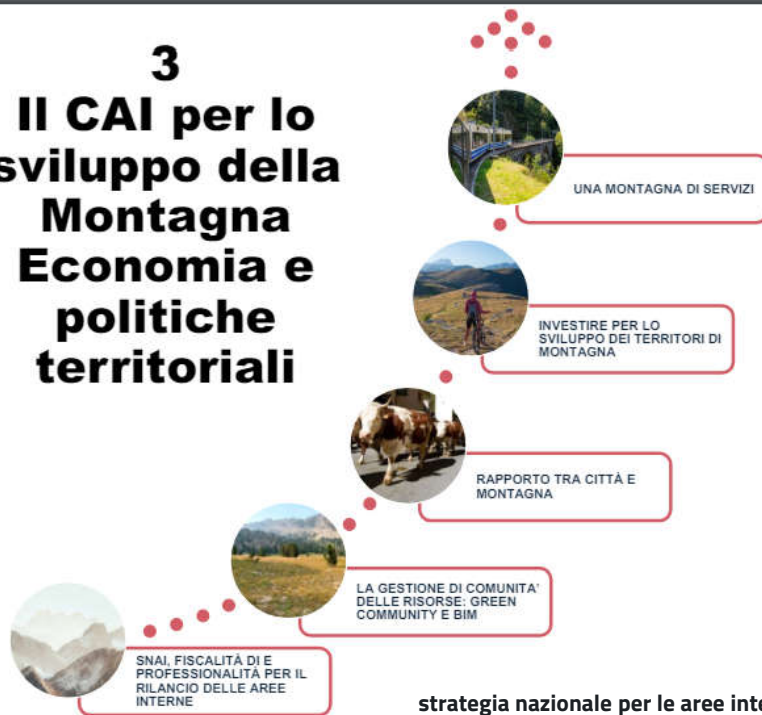 3
Il CAI per lo
sviluppo della
Montagna
Economia e
politiche
territoriali
UNA MONTAGNA DI SERVIZI
INVESTIRE PER LO
SVILUPPO DEI TERRITORI DI
MONTAGNA
RAPPORTO TRA CITTÀ E
MONTAGNA
LA GESTIONE DI COMUNITA'
DELLE RISORSE: GREEN
COMMUNITY E BIM
SNAI, FISCALITÀ DI E
PROFESSIONALITÀ PER IL
RILANCIO DELLE AREE
INTERNE
strategia nazionale per le aree inte